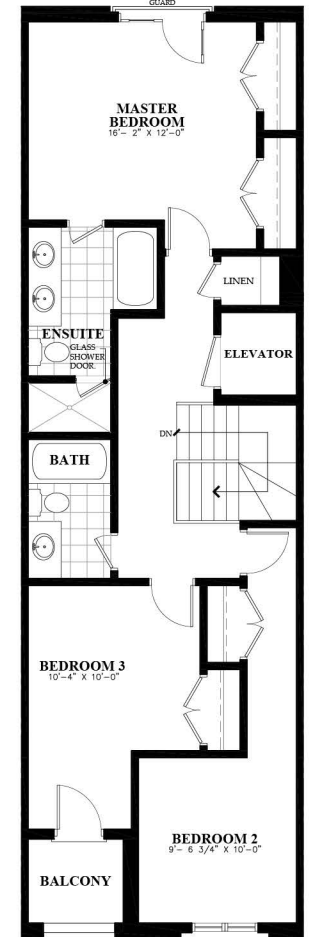 GUARD
MASTER
BEDROOM
16'- 2" X 12'-0"
LINEN
ENSUITE
GLASS
SHOWER
DOOR
ELEVATOR
DN
BATH
BEDROOM 3
10'-4" X 10'-0"
BEDROOM 2
9'- 6 3/4" X 10'-0"
BALCONY